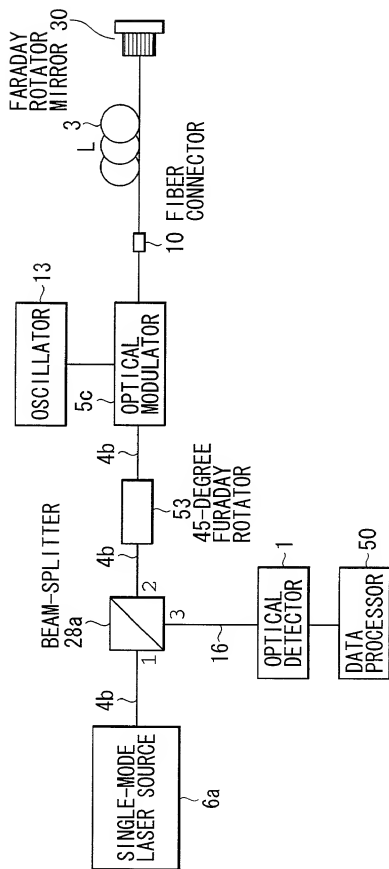 FARADAY
ROTATOR
MIRROR
30
3
L
FIBER
CONNECTOR
10
OSCILLATOR
13
OPTICAL
MODULATOR
5c
4b
53
45-DEGREE
FURADAY
ROTATOR
4b
BEAM-SPLITTER
28a
1
2
3
16
4b
OPTICAL
DETECTOR
1
DATA
PROCESSOR
50
SINGLE-MODE
LASER SOURCE
6a